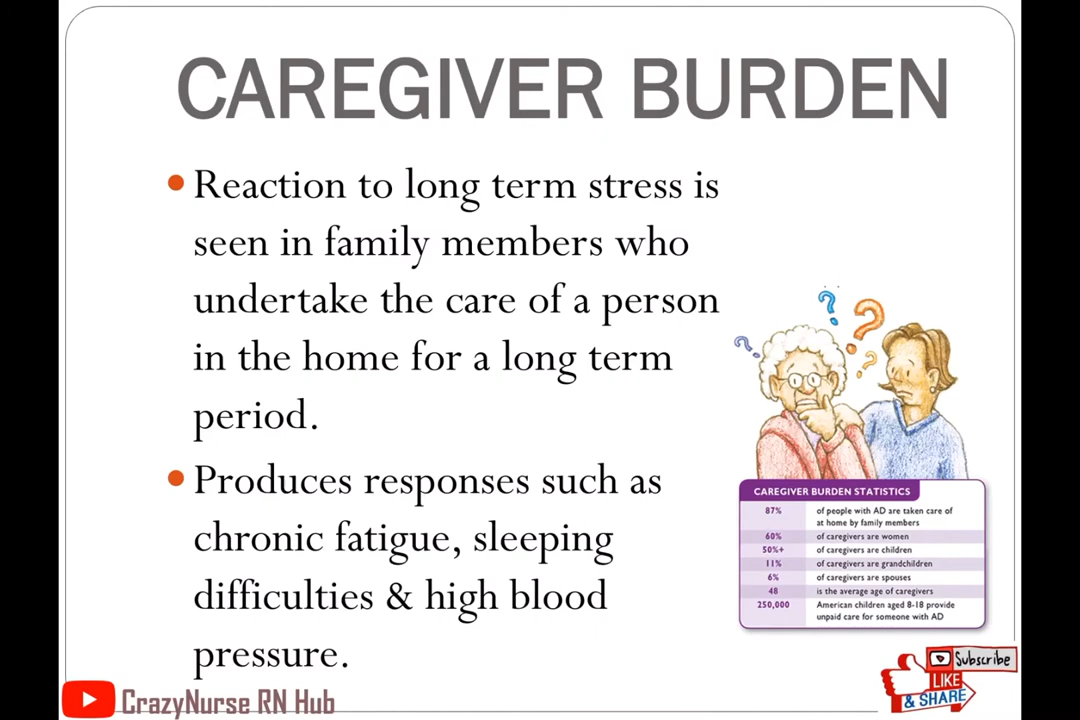 CAREGIVER BURDEN
Reaction to long term stress is
seen in family members who
undertake the care of a person
in the home for a long term
period.
Produces responses such as
chronic fatigue, sleeping
difficulties & high blood
pressure.
? ? ? ?
CAREGIVER BURDEN STATISTICS
87% of people with AD are taken care of
at home by family members
60% of caregivers are women
50%+ of caregivers are children
11% of caregivers are grandchildren
6% of caregivers are spouses
48 is the average age of caregivers
250,000 American children aged 8-18 provide
unpaid care for someone with AD
Subscribe
LIKE
& SHARE
CrazyNurse RN Hub